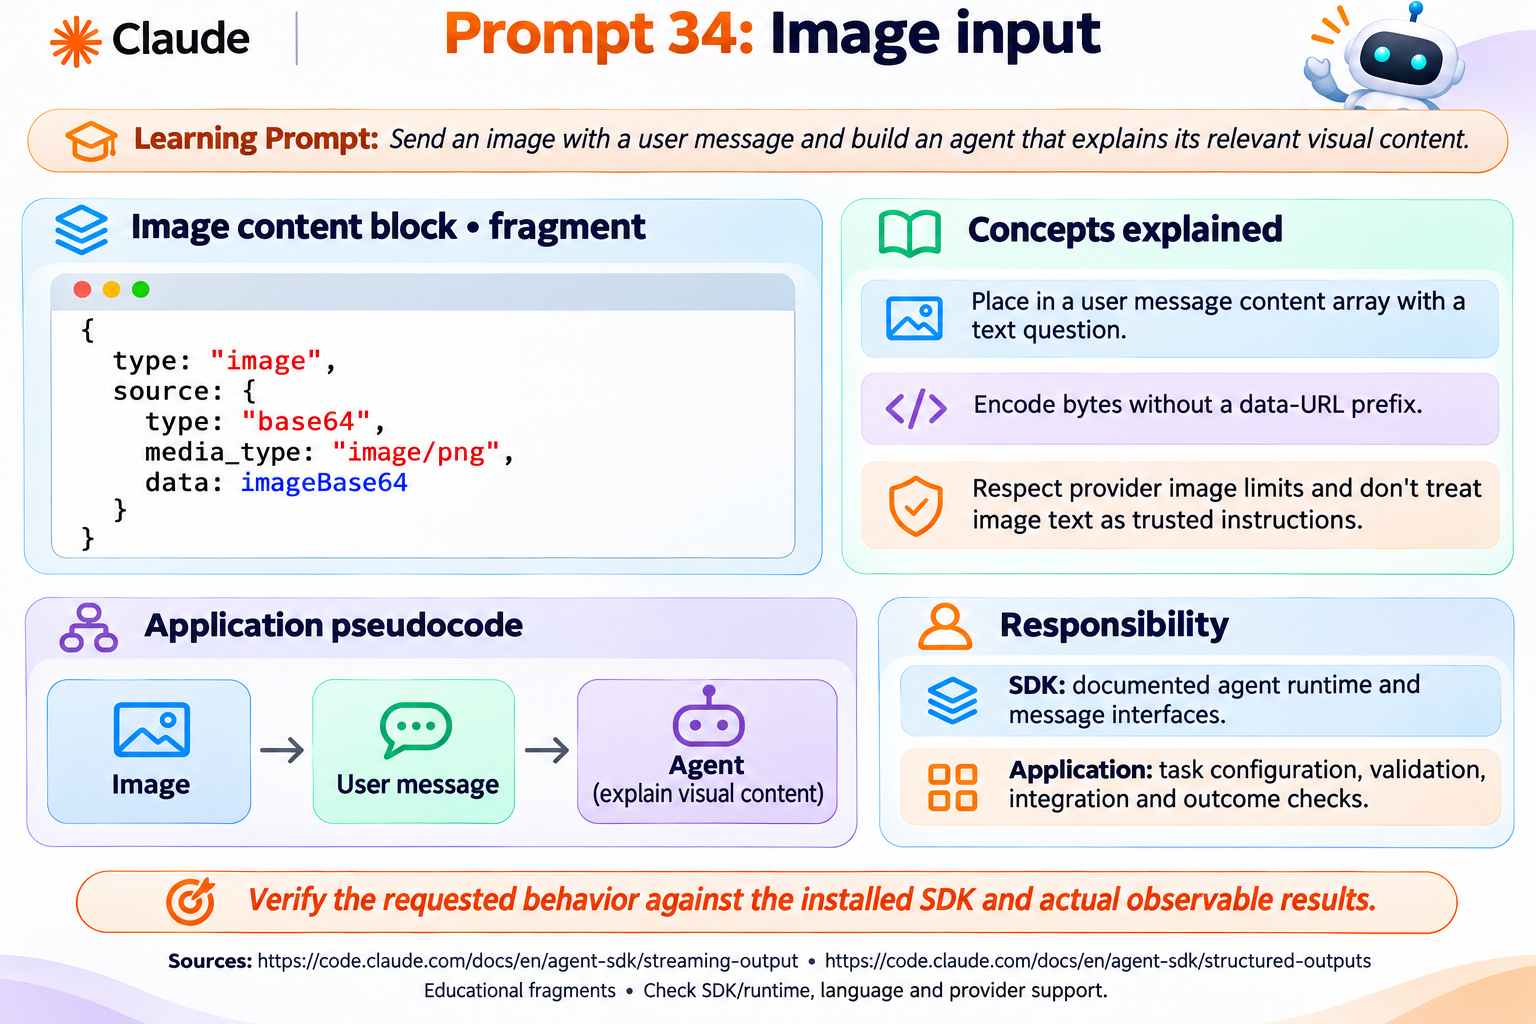 Claude
Prompt 34: Image input
Learning Prompt: Send an image with a user message and build an agent that explains its relevant visual content.
Image content block • fragment
{
  type: "image",
  source: {
    type: "base64",
    media_type: "image/png",
    data: imageBase64
  }
}
Concepts explained
Place in a user message content array with a
text question.
Encode bytes without a data-URL prefix.
Respect provider image limits and don't treat
image text as trusted instructions.
Application pseudocode
Image
User message
Agent
(explain visual content)
Responsibility
SDK: documented agent runtime and
message interfaces.
Application: task configuration, validation,
integration and outcome checks.
Verify the requested behavior against the installed SDK and actual observable results.
Sources: https://code.claude.com/docs/en/agent-sdk/streaming-output • https://code.claude.com/docs/en/agent-sdk/structured-outputs
Educational fragments • Check SDK/runtime, language and provider support.